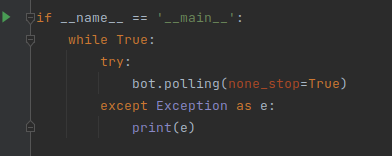 if __name__ == '__main__':
    while True:
        try:
            bot.polling(none_stop=True)
        except Exception as e:
            print(e)